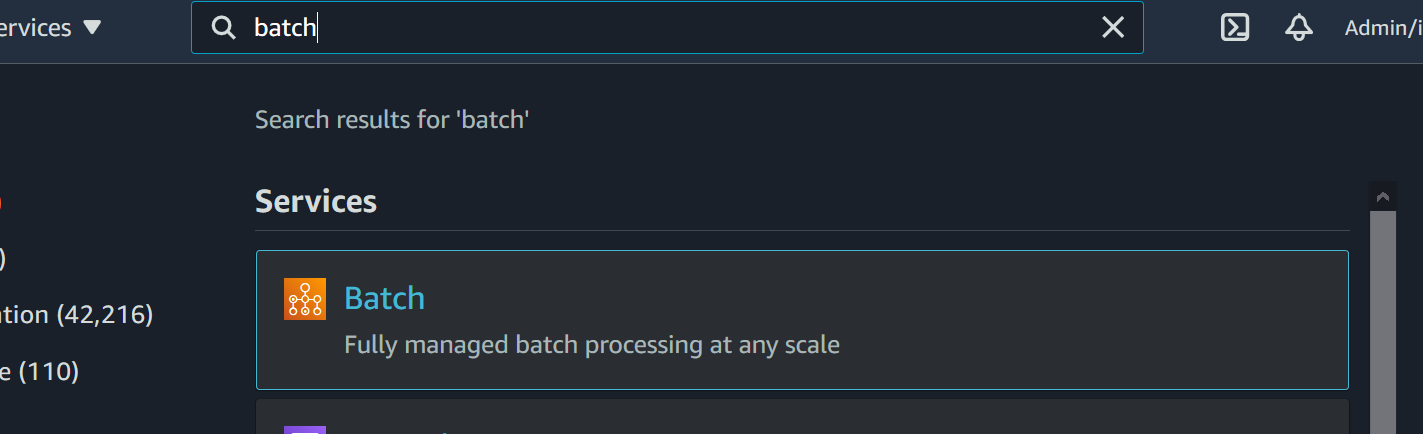 ervices
batch
Admin/i
Search results for 'batch'
Services
)
Batch
Fully managed batch processing at any scale
tion (42,216)
e (110)